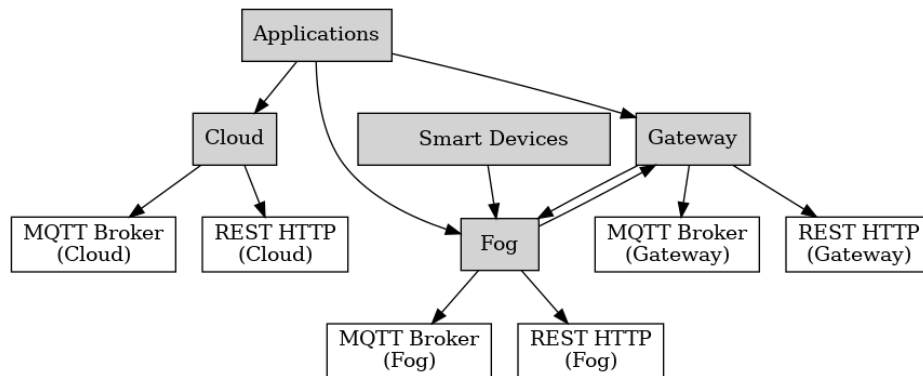 Applications
Cloud
Smart Devices
Gateway
MQTT Broker
(Cloud)
REST HTTP
(Cloud)
Fog
MQTT Broker
(Gateway)
REST HTTP
(Gateway)
MQTT Broker
(Fog)
REST HTTP
(Fog)